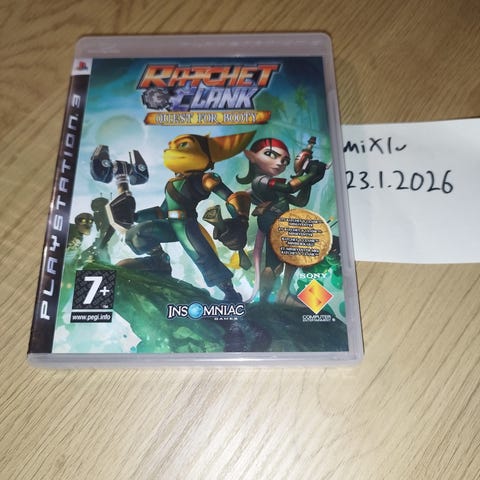 PLAYSTATION 3
RATCHET
CLANK
QUEST FOR BOOTY
miXlu
23.1.2026
7+
www.pegi.info
INSOMNIAC
GAMES
SONY
COMPUTER
ENTERTAINMENT